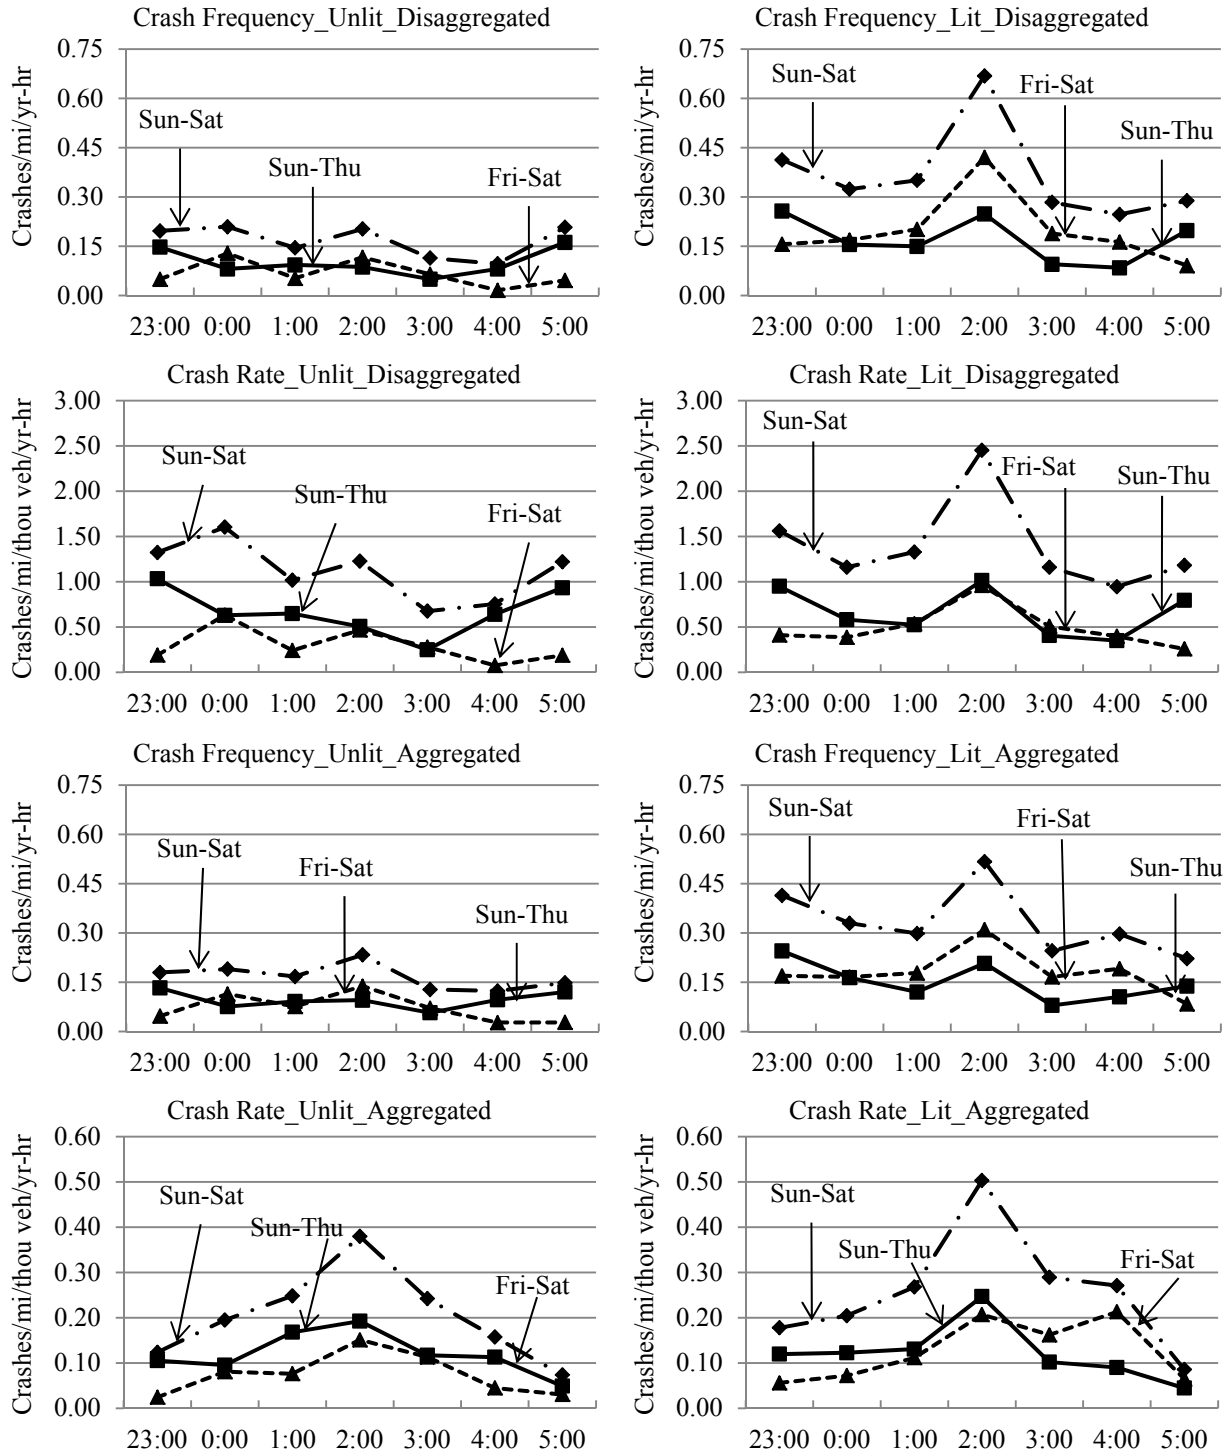 Crash Frequency_Unlit_Disaggregated
Crashes/mi/yr-hr
0.75
0.60
0.45
0.30
0.15
0.00
Sun-Sat
Sun-Thu
Fri-Sat
23:00 0:00 1:00 2:00 3:00 4:00 5:00
Crash Frequency_Lit_Disaggregated
Crashes/mi/yr-hr
0.75
0.60
0.45
0.30
0.15
0.00
Sun-Sat
Fri-Sat
Sun-Thu
23:00 0:00 1:00 2:00 3:00 4:00 5:00
Crash Rate_Unlit_Disaggregated
Crashes/mi/thou veh/yr-hr
3.00
2.50
2.00
1.50
1.00
0.50
0.00
Sun-Sat
Sun-Thu
Fri-Sat
23:00 0:00 1:00 2:00 3:00 4:00 5:00
Crash Rate_Lit_Disaggregated
Crashes/mi/thou veh/yr-hr
3.00
2.50
2.00
1.50
1.00
0.50
0.00
Sun-Sat
Fri-Sat
Sun-Thu
23:00 0:00 1:00 2:00 3:00 4:00 5:00
Crash Frequency_Unlit_Aggregated
Crashes/mi/yr-hr
0.75
0.60
0.45
0.30
0.15
0.00
Sun-Sat
Fri-Sat
Sun-Thu
23:00 0:00 1:00 2:00 3:00 4:00 5:00
Crash Frequency_Lit_Aggregated
Crashes/mi/yr-hr
0.75
0.60
0.45
0.30
0.15
0.00
Sun-Sat
Fri-Sat
Sun-Thu
23:00 0:00 1:00 2:00 3:00 4:00 5:00
Crash Rate_Unlit_Aggregated
Crashes/mi/thou veh/yr-hr
0.60
0.50
0.40
0.30
0.20
0.10
0.00
Sun-Sat
Sun-Thu
Fri-Sat
23:00 0:00 1:00 2:00 3:00 4:00 5:00
Crash Rate_Lit_Aggregated
Crashes/mi/thou veh/yr-hr
0.60
0.50
0.40
0.30
0.20
0.10
0.00
Sun-Sat
Sun-Thu
Fri-Sat
23:00 0:00 1:00 2:00 3:00 4:00 5:00